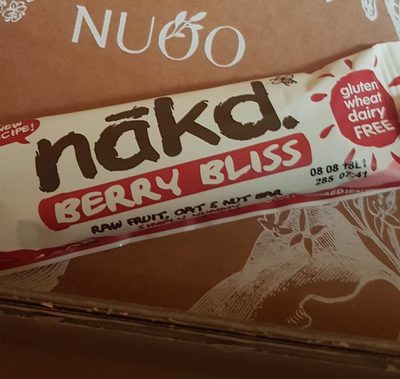 NUOO
NEW
RECIPE!
nākd.
BERRY BLISS
RAW FRUIT, OAT & NUT BAR
gluten
wheat
dairy
FREE
08 08 18L1
285 07:41